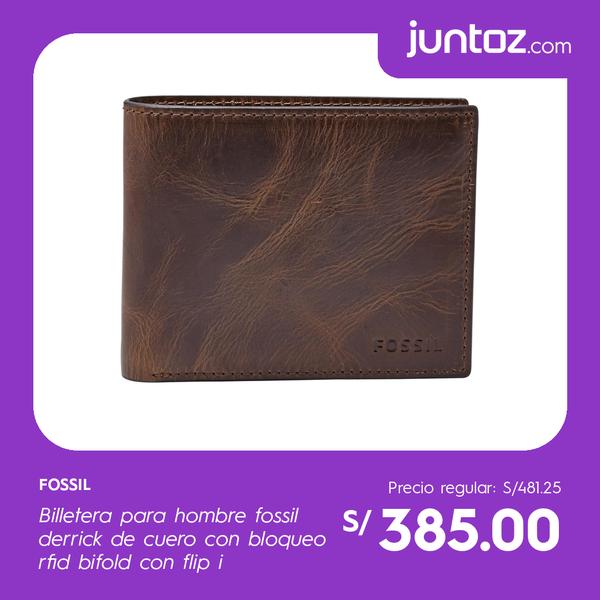 juntoz.com
FOSSIL
FOSSIL
Precio regular: S/481.25
Billetera para hombre fossil
derrick de cuero con bloqueo
rfid bifold con flip i
S/ 385.00